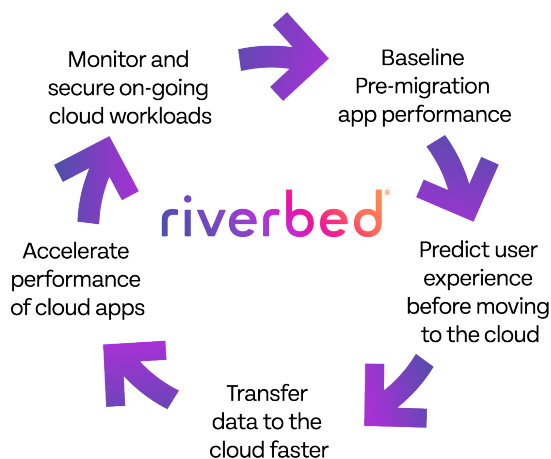 Monitor and
secure on-going
cloud workloads
Baseline
Pre-migration
app performance
riverbed®
Predict user
experience
before moving
to the cloud
Transfer
data to the
cloud faster
Accelerate
performance
of cloud apps